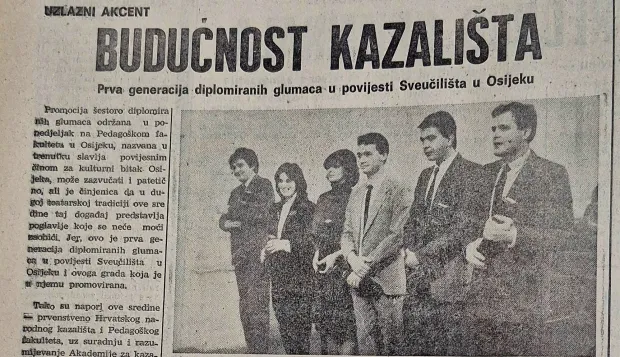 UZLAZNI AKCENT
BUDUĆNOST KAZALIŠTA
Prva generacija diplomiranih glumaca u povijesti Sveučilišta u Osijeku
Promocija šestoro diplomira
nih glumaca održana u po-
nedjeljak na Pedagoškom fa-
kultetu u Osijeku, nazvana u
trenutku slavlja povijesnim
činom za kulturni bitak Osi-
jeka, može zazvučati i patetič
no, ali je činjenica da u du-
goj teatarskoj tradiciji ove sre
dine taj događaj predstavlja
poglavlje koje se neće moći
zaobići. Jer, ovo je prva ge-
neracija diplomiranih gluma-
ca u povijesti Sveučilišta u
Osijeku i ovoga grada koja je
u njemu promovirana.
Tako su napori ove sredine
— prvenstveno Hrvatskog na-
rodnog kazališta i Pedagoškog
fakulteta, uz suradnju i razu-
mijevanje Akademije za kaza-